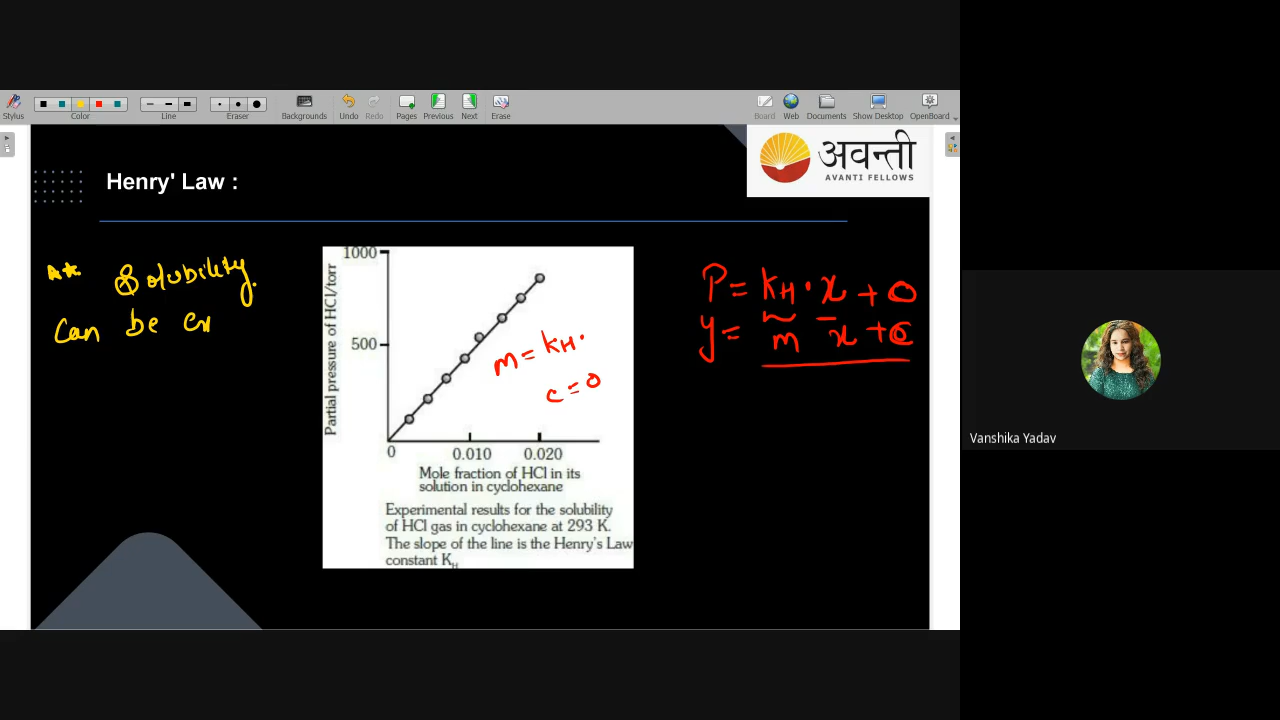 Stylus
Color
Line
Eraser
Backgrounds
Undo
Redo
Pages
Previous
Next
Erase
Board
Web
Documents
Show Desktop
OpenBoard
Henry' Law :
अवन्ती
AVANTI FELLOWS
Solubility.
Can be ex
1000
500
0
0.010
0.020
Partial pressure of HCl/torr
m = kH.
c = 0
Mole fraction of HCl in its
solution in cyclohexane
Experimental results for the solubility
of HCl gas in cyclohexane at 293 K.
The slope of the line is the Henry's Law
constant KH
P = kH . x + 0
y = m x + c
Vanshika Yadav